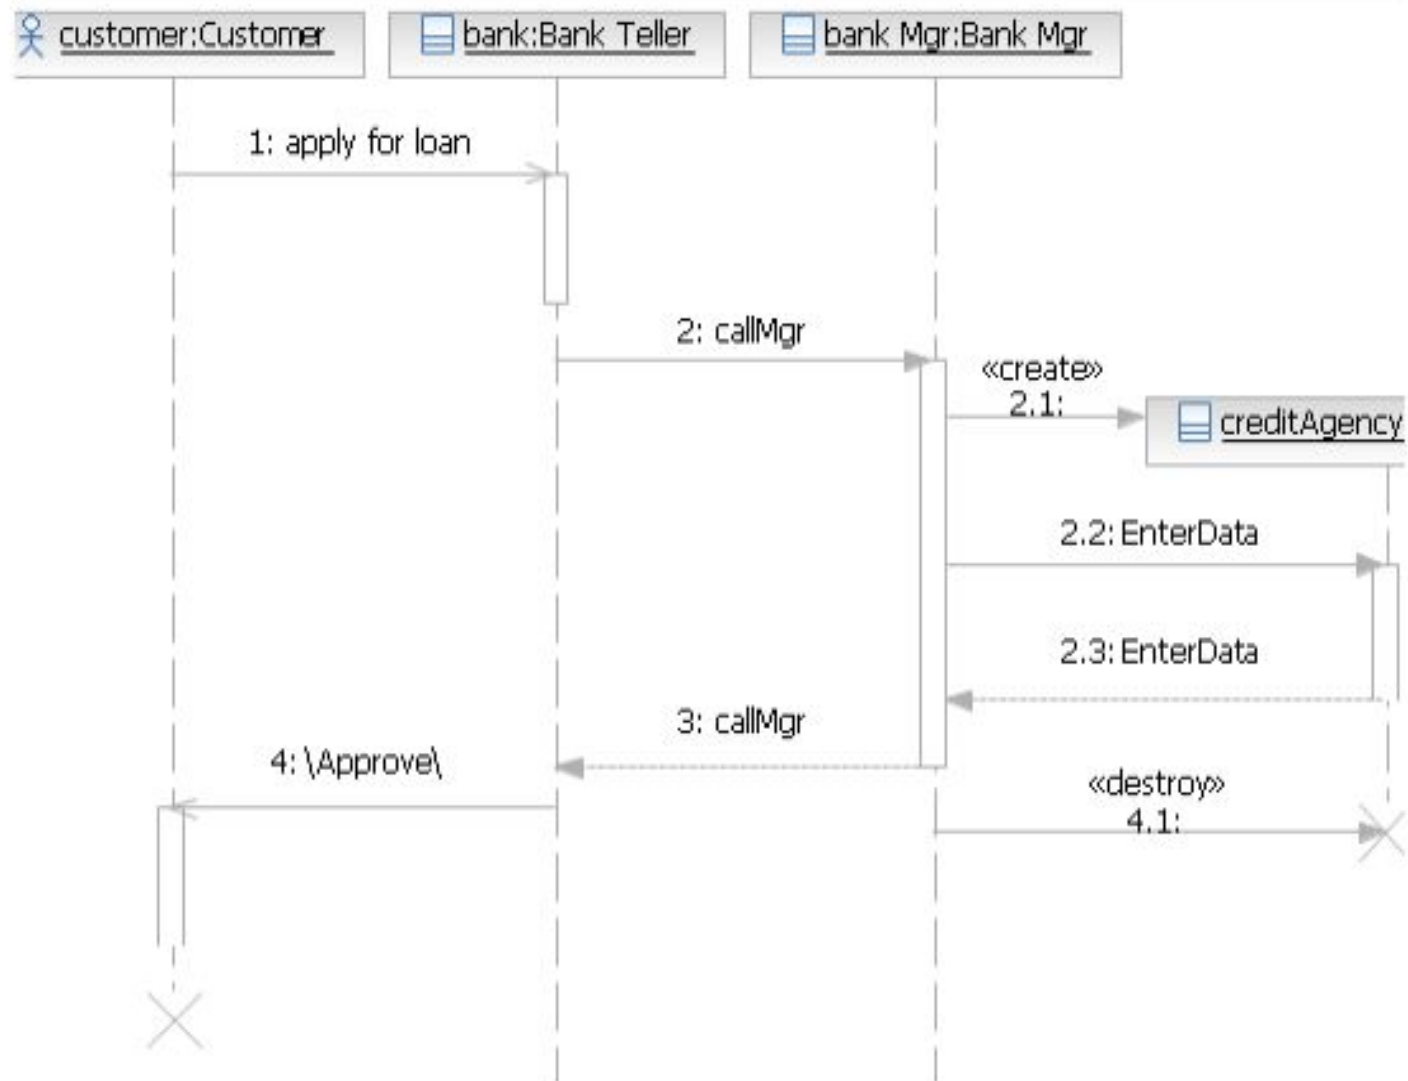 customer:Customer
bank:Bank Teller
bank Mgr:Bank Mgr
1: apply for loan
2: callMgr
«create»
2.1:
creditAgency
2.2: EnterData
2.3: EnterData
3: callMgr
4: \Approve\
«destroy»
4.1: